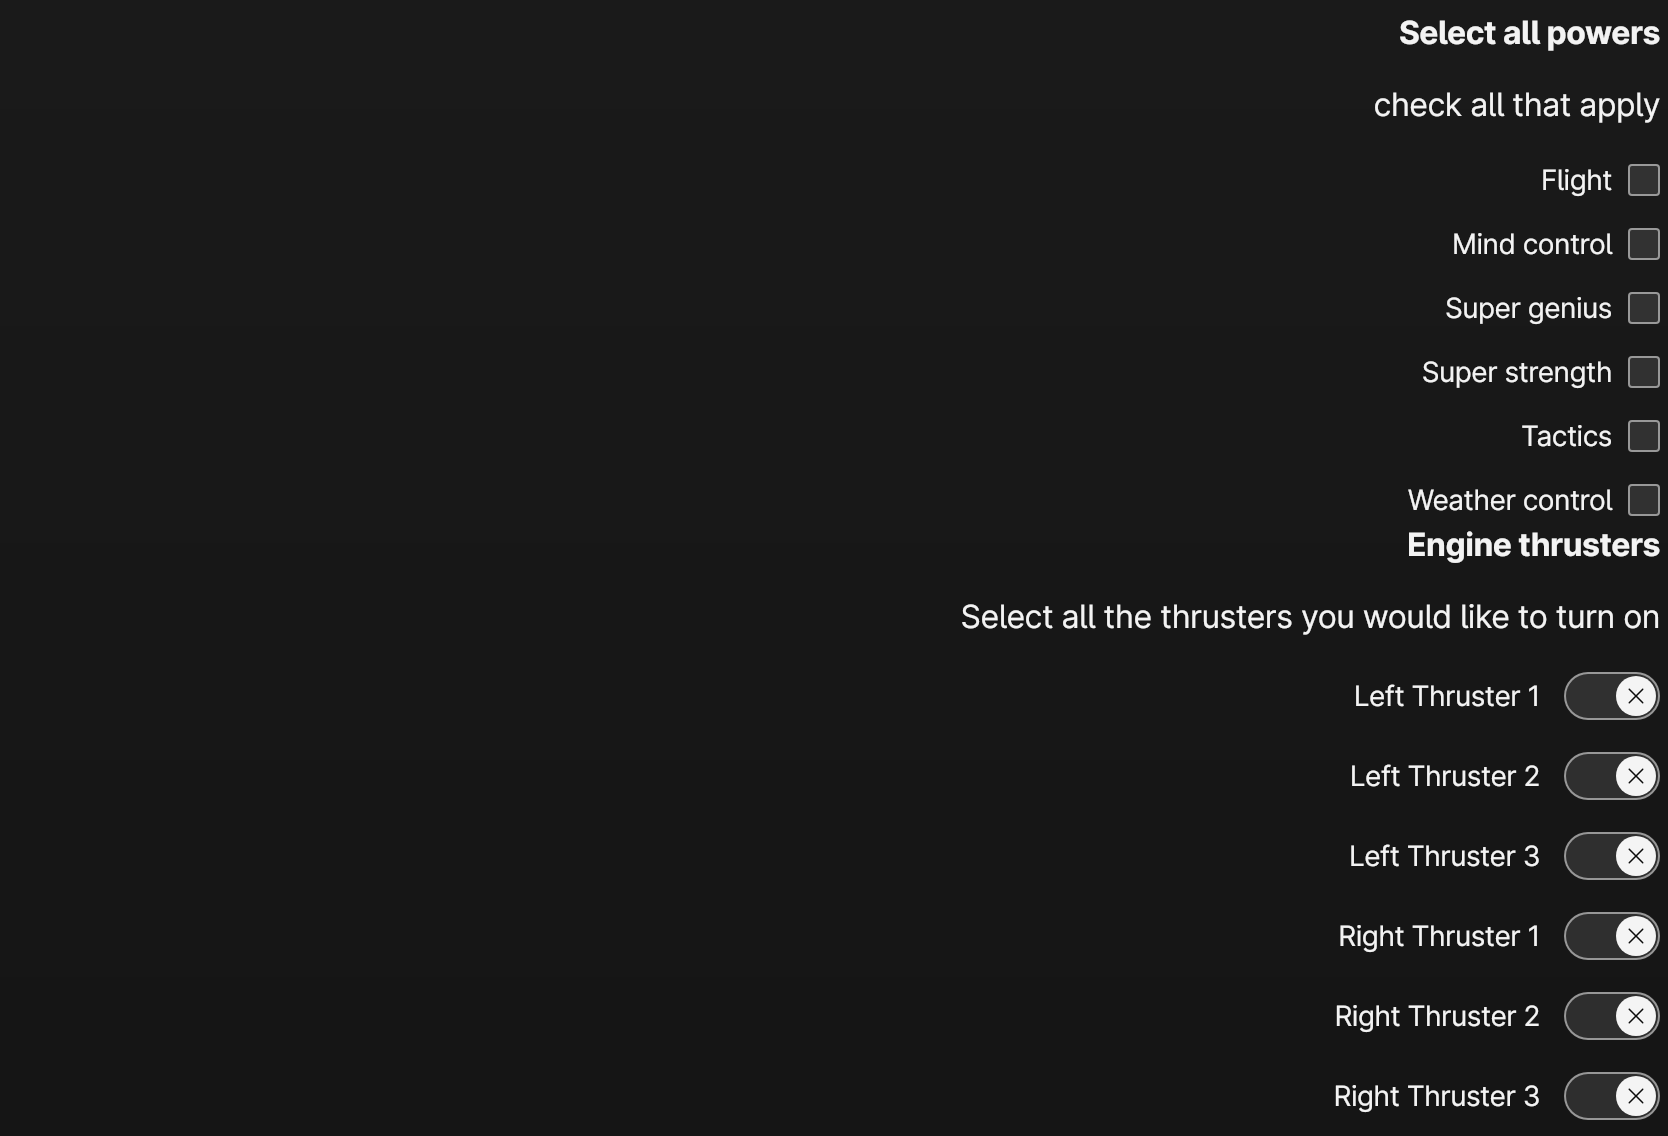 Select all powers
check all that apply
Flight
Mind control
Super genius
Super strength
Tactics
Weather control
Engine thrusters
Select all the thrusters you would like to turn on
Left Thruster 1
Left Thruster 2
Left Thruster 3
Right Thruster 1
Right Thruster 2
Right Thruster 3